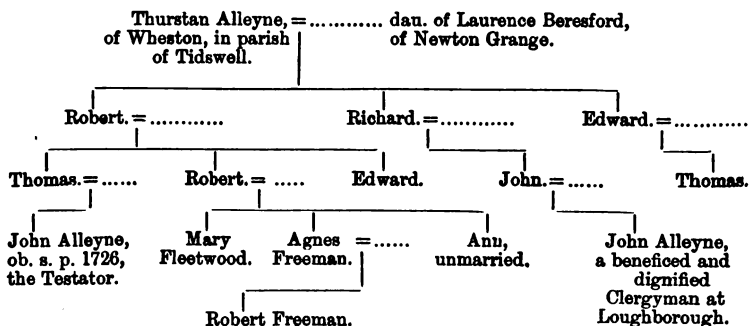 Thurstan Alleyne, = ............ dau. of Laurence Beresford,
of Wheston, in parish of Newton Grange.
of Tidswell.
Robert. = ............ Richard. = ............ Edward. = ............
Thomas. = ...... Robert. = ..... Edward. John. = ...... Thomas.
John Alleyne, Mary Agnes = ...... Ann, John Alleyne,
ob. s. p. 1726, Fleetwood. Freeman. unmarried. a beneficed and
the Testator. dignified
Clergyman at
Robert Freeman. Loughborough.